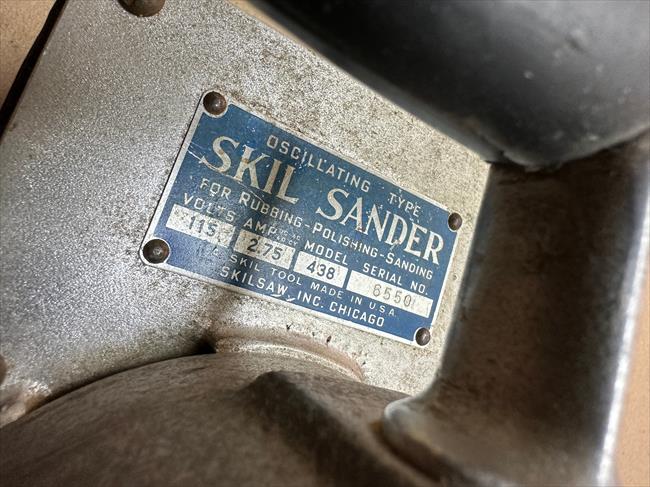 OSCILLATING TYPE
SKIL SANDER
FOR RUBBING-POLISHING-SANDING
VOLTS AMP MODEL SERIAL NO.
115 2.75 438 6550
SKIL TOOL MADE IN U.S.A.
SKILSAW, INC. CHICAGO